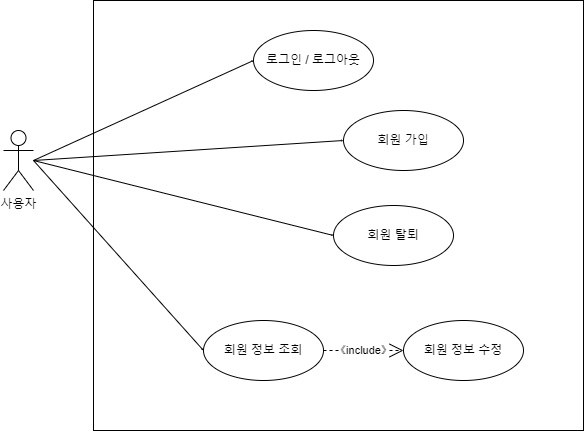 로그인 / 로그아웃
회원 가입
사용자
회원 탈퇴
회원 정보 조회
《include》
회원 정보 수정